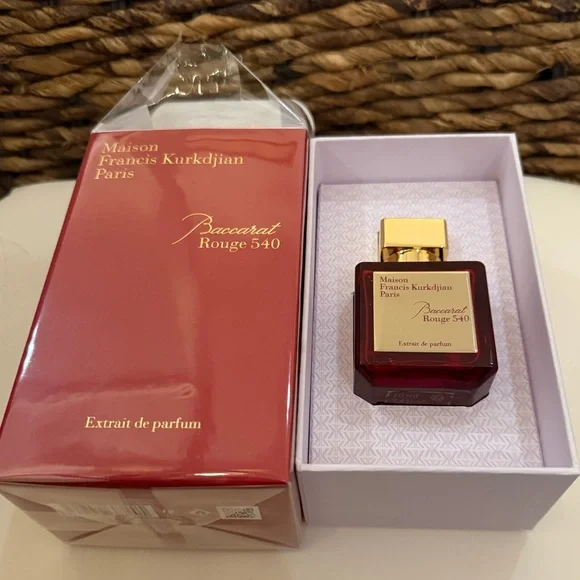 Maison
Francis Kurkdjian
Paris
Baccarat
Rouge 540
Extrait de parfum
Maison
Francis Kurkdjian
Paris
Baccarat
Rouge 540
Extrait de parfum